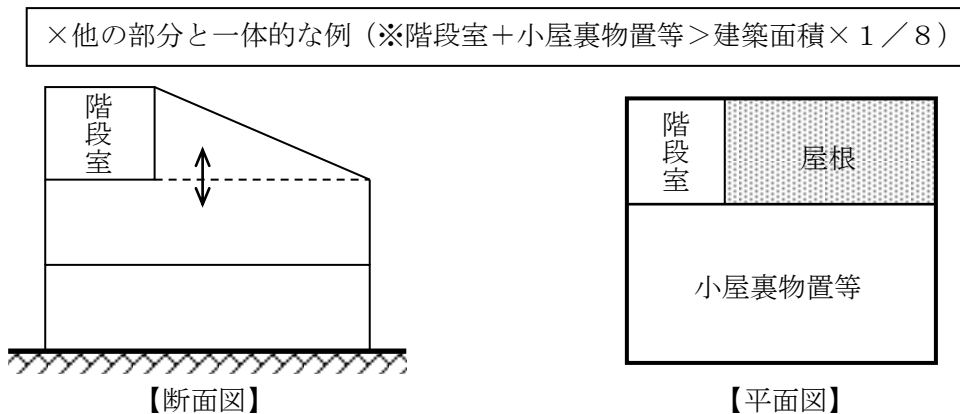 ×他の部分と一体的な例（※階段室＋小屋裏物置等＞建築面積×１／８）
階段室
階段室
屋根
小屋裏物置等
【断面図】
【平面図】